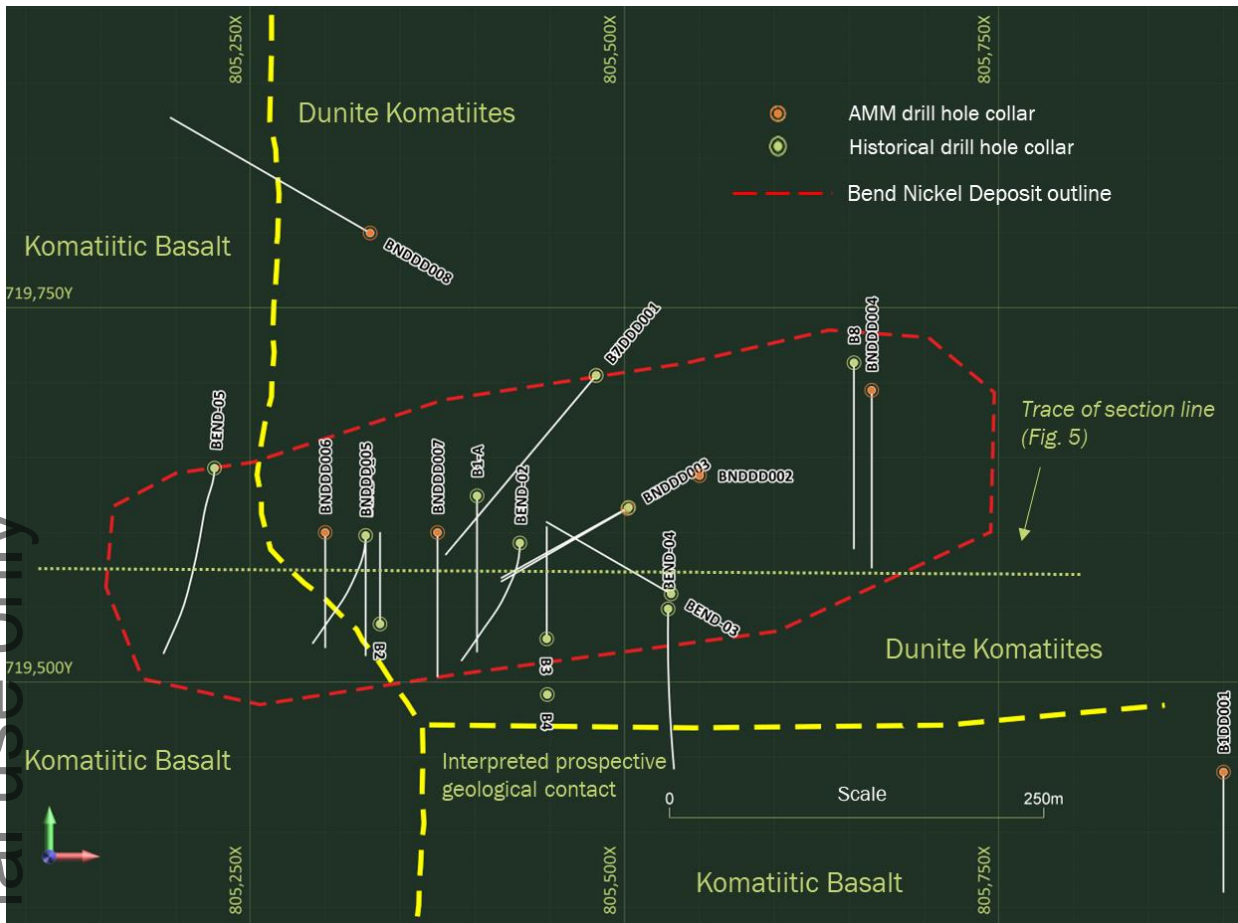 805,250X
805,500X
805,750X
Dunite Komatiites
AMM drill hole collar
Historical drill hole collar
Bend Nickel Deposit outline
Komatiitic Basalt
BNDDD008
719,750Y
BNDDD004
B8
Trace of section line
(Fig. 5)
BEND-05
BNDDD006
BNDDD005
BNDDD007
B1-A
BEND-02
BNDDD003
BNDDD002
BEND-04
BEND-03
B2
B3
B4
Dunite Komatiites
719,500Y
Komatiitic Basalt
Interpreted prospective
geological contact
0
Scale
250m
B1DD001
805,250X
805,500X
805,750X
Komatiitic Basalt